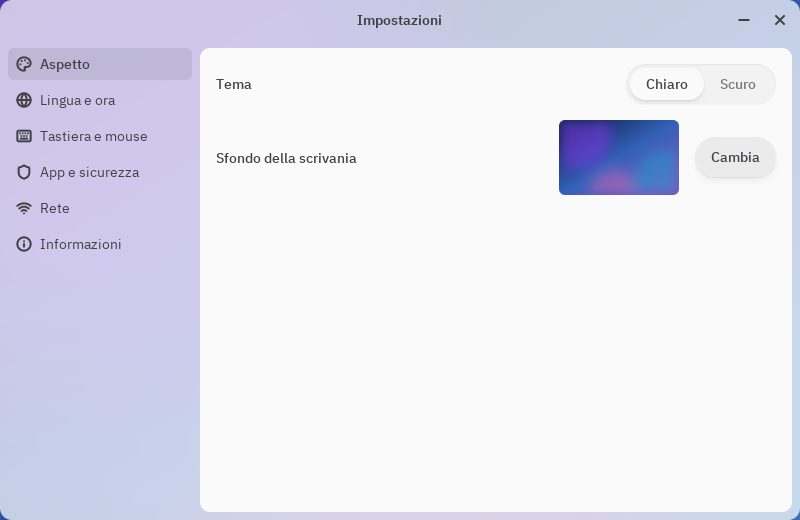 Impostazioni
Aspetto
Lingua e ora
Tastiera e mouse
App e sicurezza
Rete
Informazioni
Tema
Chiaro
Scuro
Sfondo della scrivania
Cambia